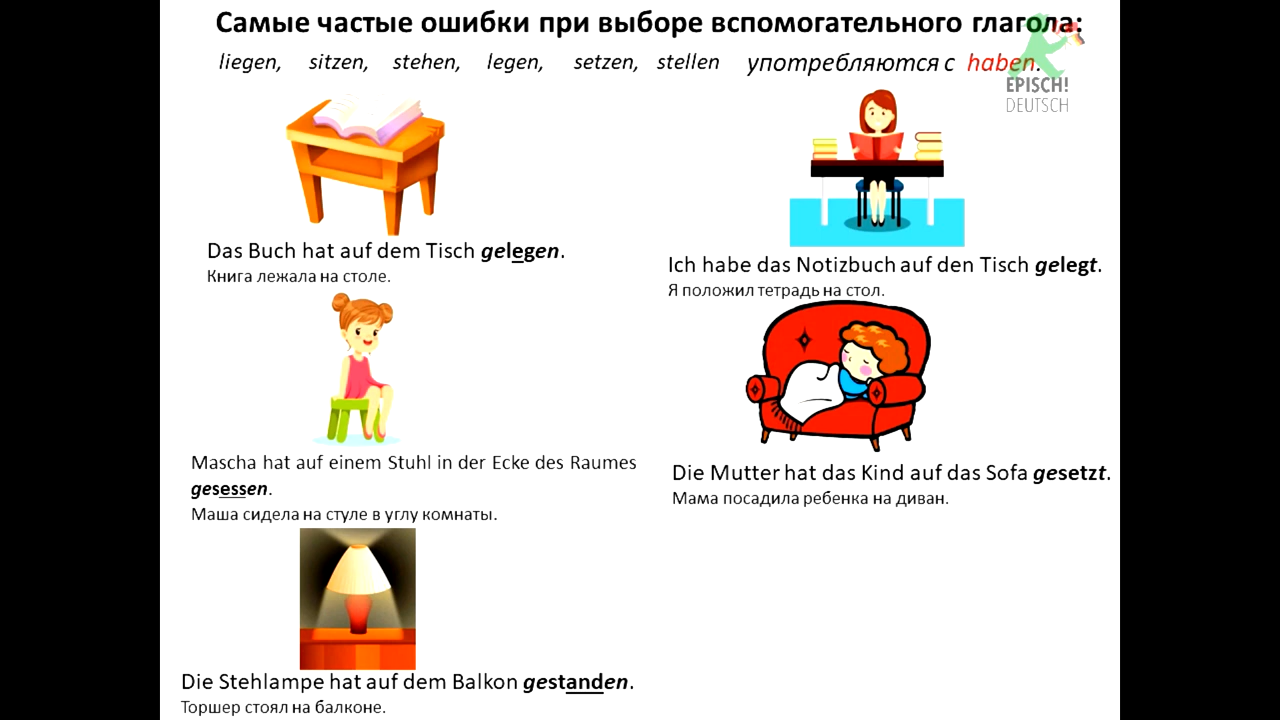 Самые частые ошибки при выборе вспомогательного глагола:
liegen, sitzen, stehen, legen, setzen, stellen употребляются с haben.
EPISCH!
DEUTSCH
Das Buch hat auf dem Tisch gelegen.
Книга лежала на столе.
Ich habe das Notizbuch auf den Tisch gelegt.
Я положил тетрадь на стол.
Mascha hat auf einem Stuhl in der Ecke des Raumes
gesessen.
Маша сидела на стуле в углу комнаты.
Die Mutter hat das Kind auf das Sofa gesetzt.
Мама посадила ребенка на диван.
Die Stehlampe hat auf dem Balkon gestanden.
Торшер стоял на балконе.